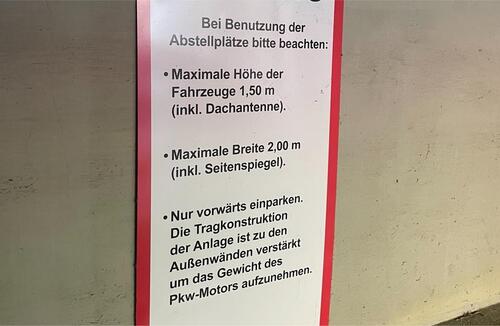 Bei Benutzung der
Abstellplätze bitte beachten:
• Maximale Höhe der
Fahrzeuge 1,50 m
(inkl. Dachantenne).
• Maximale Breite 2,00 m
(inkl. Seitenspiegel).
• Nur vorwärts einparken.
Die Tragkonstruktion
der Anlage ist zu den
Außenwänden verstärkt
um das Gewicht des
Pkw-Motors aufzunehmen.